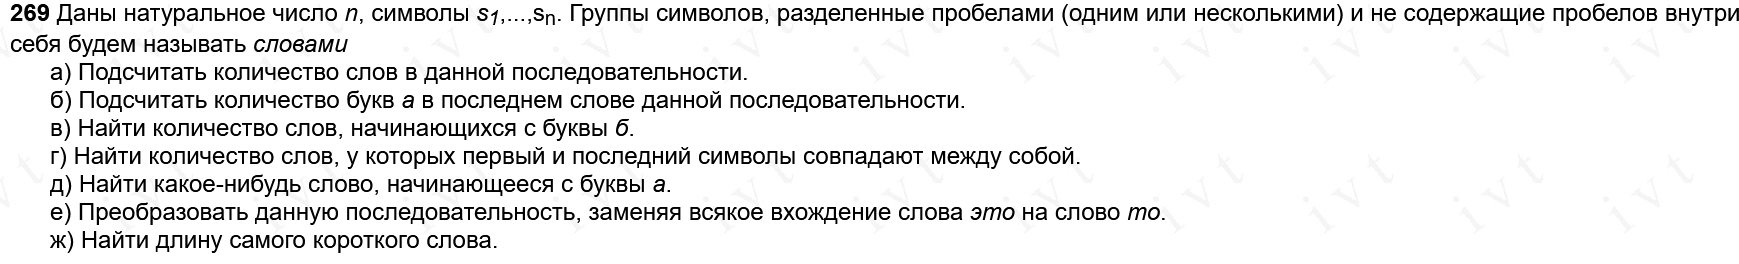 269 Даны натуральное число n, символы s1,...,sn. Группы символов, разделенные пробелами (одним или несколькими) и не содержащие пробелов внутри
себя будем называть словами
а) Подсчитать количество слов в данной последовательности.
б) Подсчитать количество букв а в последнем слове данной последовательности.
в) Найти количество слов, начинающихся с буквы б.
г) Найти количество слов, у которых первый и последний символы совпадают между собой.
д) Найти какое-нибудь слово, начинающееся с буквы а.
е) Преобразовать данную последовательность, заменяя всякое вхождение слова это на слово то.
ж) Найти длину самого короткого слова.